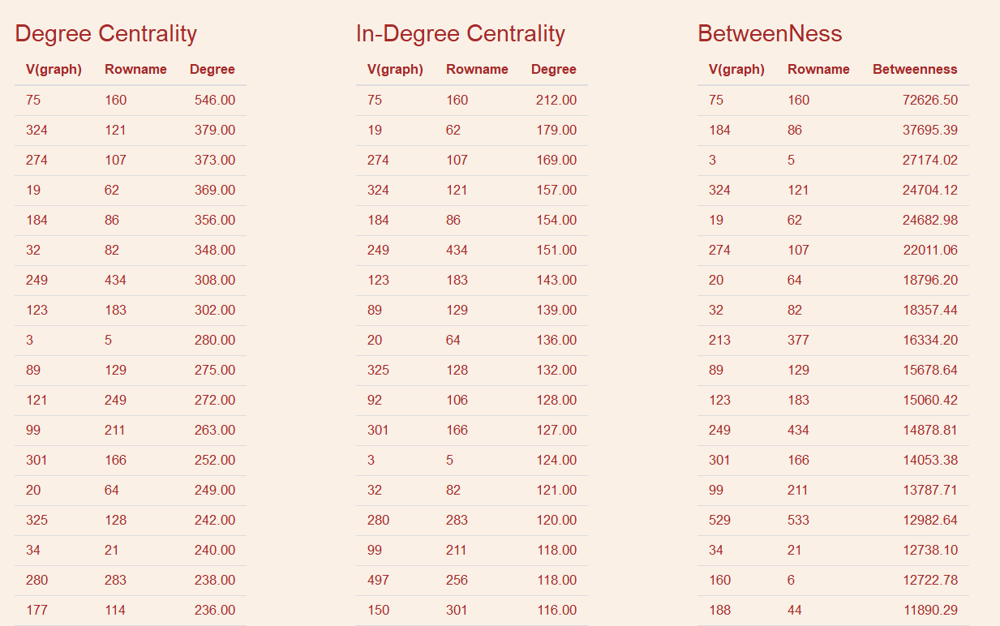 Degree Centrality In-Degree Centrality BetweenNess
V(graph) Rowname Degree V(graph) Rowname Degree V(graph) Rowname Betweenness
75 160 546.00 75 160 212.00 75 160 72626.50
324 121 379.00 19 62 179.00 184 86 37695.39
274 107 373.00 274 107 169.00 3 5 27174.02
19 62 369.00 324 121 157.00 324 121 24704.12
184 86 356.00 184 86 154.00 19 62 24682.98
32 82 348.00 249 434 151.00 274 107 22011.06
249 434 308.00 123 183 143.00 20 64 18796.20
123 183 302.00 89 129 139.00 32 82 18357.44
3 5 280.00 20 64 136.00 213 377 16334.20
89 129 275.00 325 128 132.00 89 129 15678.64
121 249 272.00 92 106 128.00 123 183 15060.42
99 211 263.00 301 166 127.00 249 434 14878.81
301 166 252.00 3 5 124.00 301 166 14053.38
20 64 249.00 32 82 121.00 99 211 13787.71
325 128 242.00 280 283 120.00 529 533 12982.64
34 21 240.00 99 211 118.00 34 21 12738.10
280 283 238.00 497 256 118.00 160 6 12722.78
177 114 236.00 150 301 116.00 188 44 11890.29